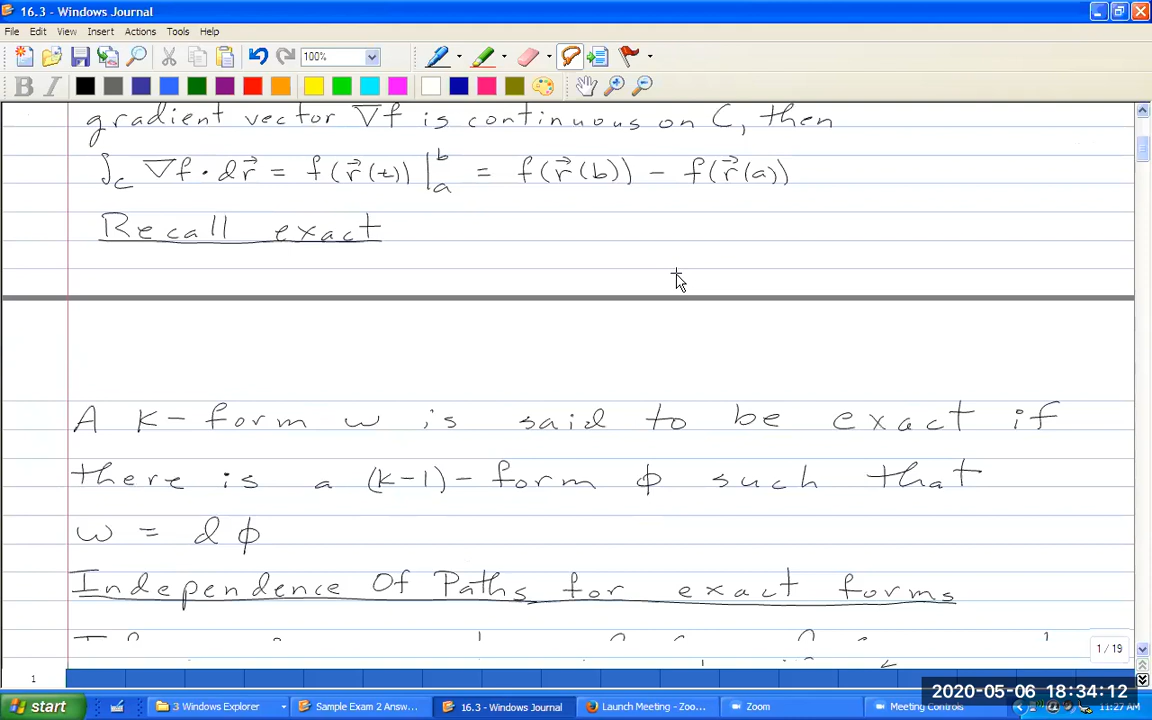 16.3 - Windows Journal
File Edit View Insert Actions Tools Help
100%
B I
gradient vector ∇f is continuous on C, then
∫_C ∇f · dr⃗ = f(r⃗(t)) |_a^b = f(r⃗(b)) − f(r⃗(a))
Recall exact
A k-form ω is said to be exact if
there is a (k-1)-form φ such that
ω = dφ
Independence Of Paths for exact forms
1 / 19
1
2020-05-06 18:34:12
start 3 Windows Explorer Sample Exam 2 Answ... 16.3 - Windows Journal Launch Meeting - Zoo... Zoom Meeting Controls 11:27 AM